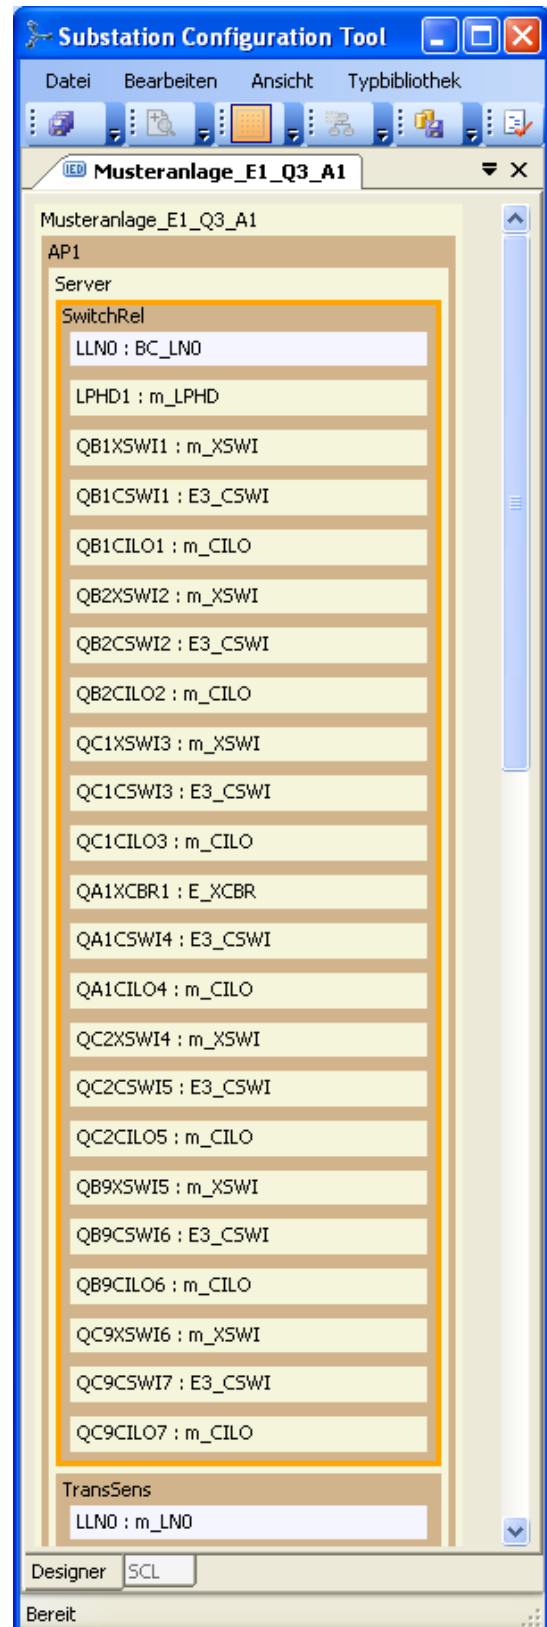 Substation Configuration Tool
Datei Bearbeiten Ansicht Typbibliothek
IED Musteranlage_E1_Q3_A1
Musteranlage_E1_Q3_A1
AP1
Server
SwitchRel
LLN0 : BC_LN0
LPHD1 : m_LPHD
QB1XSWI1 : m_XSWI
QB1CSWI1 : E3_CSWI
QB1CILO1 : m_CILO
QB2XSWI2 : m_XSWI
QB2CSWI2 : E3_CSWI
QB2CILO2 : m_CILO
QC1XSWI3 : m_XSWI
QC1CSWI3 : E3_CSWI
QC1CILO3 : m_CILO
QA1XCBR1 : E_XCBR
QA1CSWI4 : E3_CSWI
QA1CILO4 : m_CILO
QC2XSWI4 : m_XSWI
QC2CSWI5 : E3_CSWI
QC2CILO5 : m_CILO
QB9XSWI5 : m_XSWI
QB9CSWI6 : E3_CSWI
QB9CILO6 : m_CILO
QC9XSWI6 : m_XSWI
QC9CSWI7 : E3_CSWI
QC9CILO7 : m_CILO
TransSens
LLN0 : m_LN0
Designer SCL
Bereit